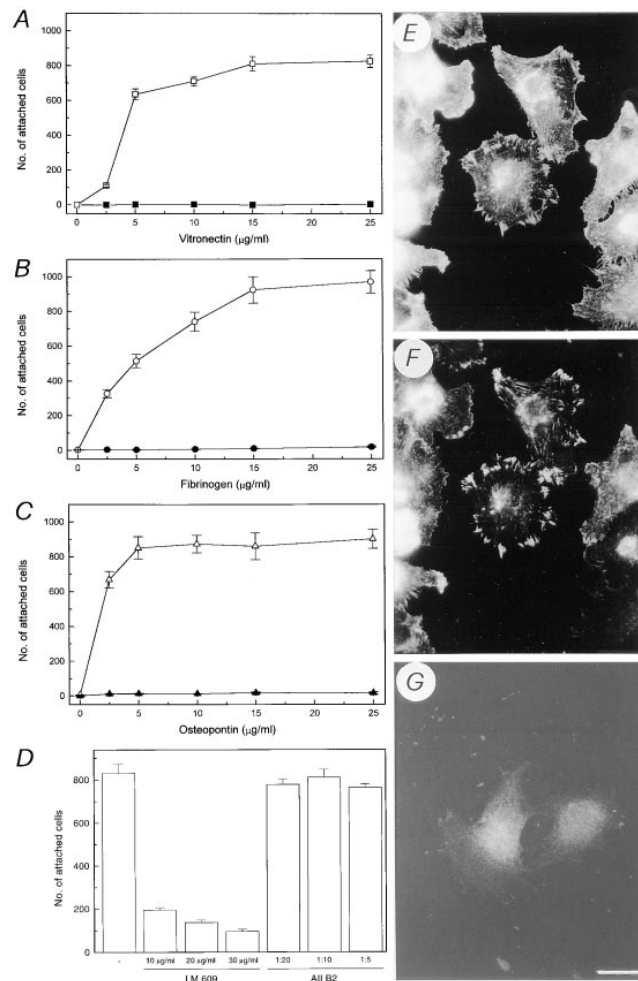 A
1000
800
600
400
200
0
No. of attached cells
0 5 10 15 20 25
Vitronectin (µg/ml)
B
1000
800
600
400
200
0
No. of attached cells
0 5 10 15 20 25
Fibrinogen (µg/ml)
C
1000
800
600
400
200
0
No. of attached cells
0 5 10 15 20 25
Osteopontin (µg/ml)
D
800
600
400
200
0
No. of attached cells
- 10 µg/ml 20 µg/ml 30 µg/ml 1:20 1:10 1:5
LM 609 AIIB2
E
F
G